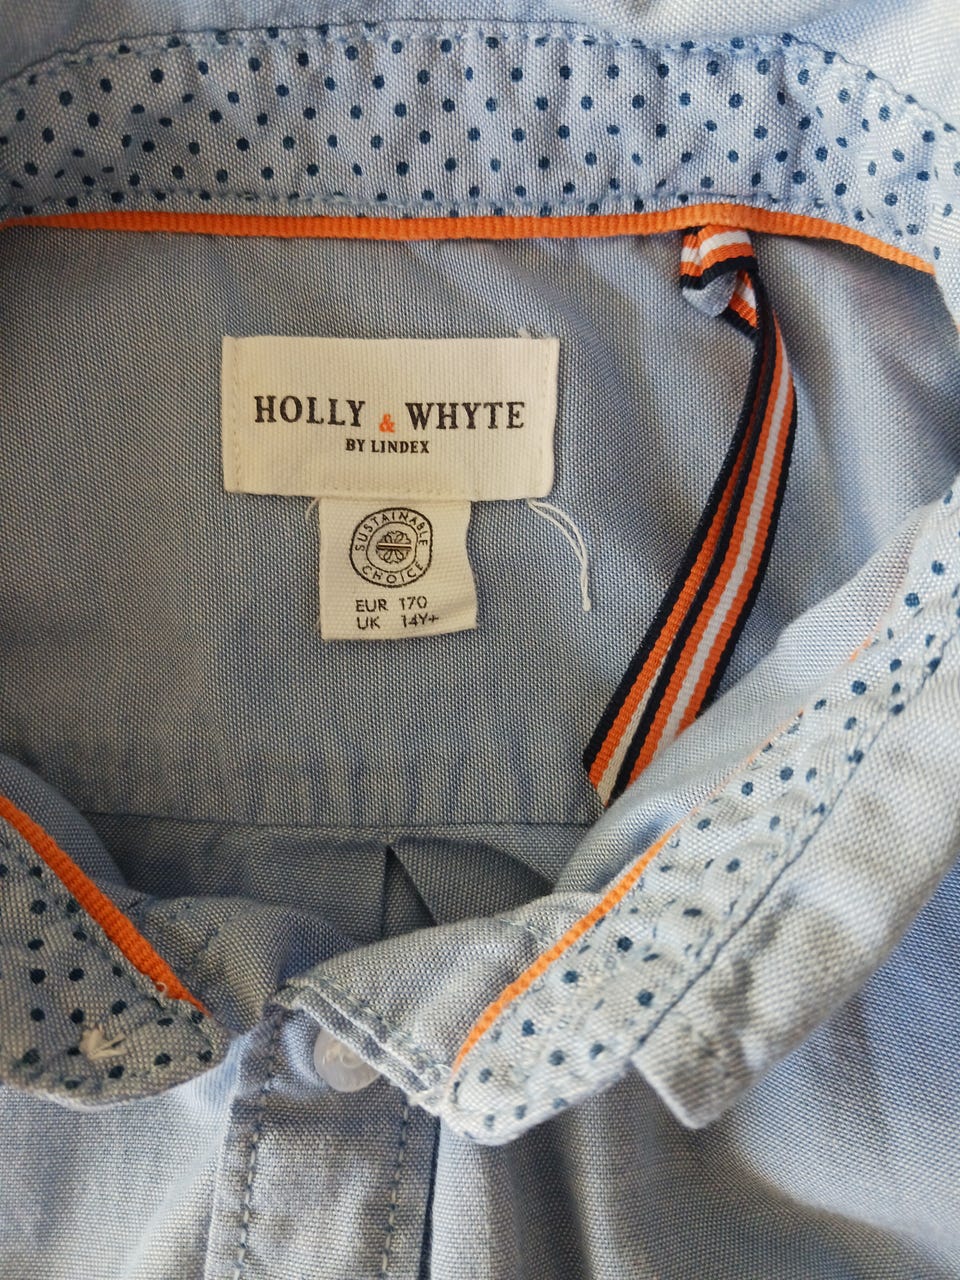 HOLLY & WHYTE
BY LINDEX
SUSTAINABLE
CHOICE
EUR 170
UK 14Y+